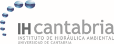 IH cantabria
INSTITUTO DE HIDRÁULICA AMBIENTAL
UNIVERSIDAD DE CANTABRIA